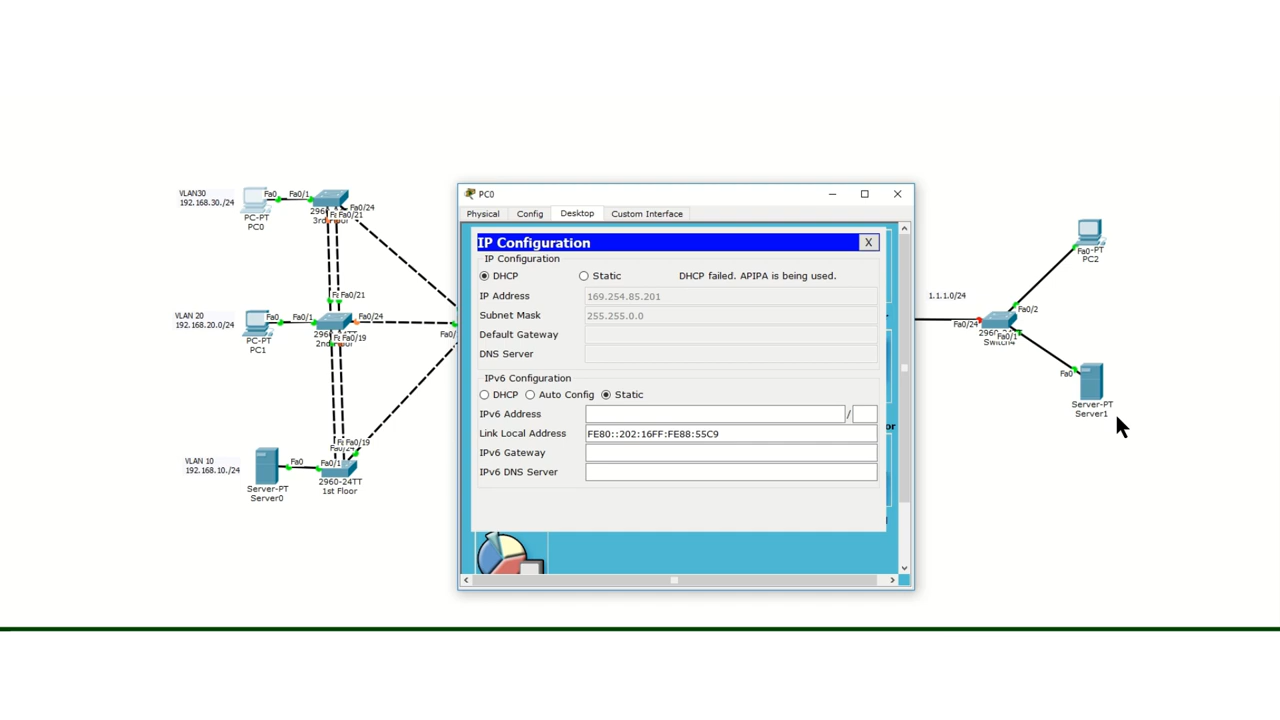 VLAN30
192.168.30./24
Fa0
Fa0/1
PC-PT
PC0
Fa0/24
Fa0/21
3rd Floor
VLAN 20
192.168.20.0/24
Fa0
Fa0/1
PC-PT
PC1
Fa0/21
Fa0/24
Fa0/19
VLAN 10
192.168.10./24
Fa0
Fa0/1
Server-PT
Server0
Fa0/19
2960-24TT
1st Floor
Fa0/
PC0
Physical
Config
Desktop
Custom Interface
IP Configuration
X
IP Configuration
DHCP
Static
DHCP failed. APIPA is being used.
IP Address
169.254.85.201
Subnet Mask
255.255.0.0
Default Gateway
DNS Server
IPv6 Configuration
DHCP
Auto Config
Static
IPv6 Address
/
Link Local Address
FE80::202:16FF:FE88:55C9
IPv6 Gateway
IPv6 DNS Server
or
1.1.1.0/24
Fa0/24
Fa0/2
Fa0/1
Switch4
Fa0
PC2
Fa0
Server-PT
Server1